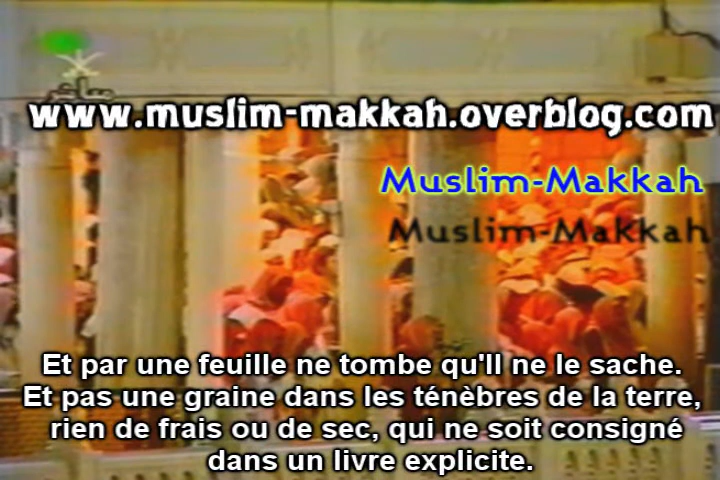 مباشر
www.muslim-makkah.overblog.com
Muslim-Makkah
Muslim-Makkah
Et par une feuille ne tombe qu'Il ne le sache.
Et pas une graine dans les ténèbres de la terre,
rien de frais ou de sec, qui ne soit consigné
dans un livre explicite.